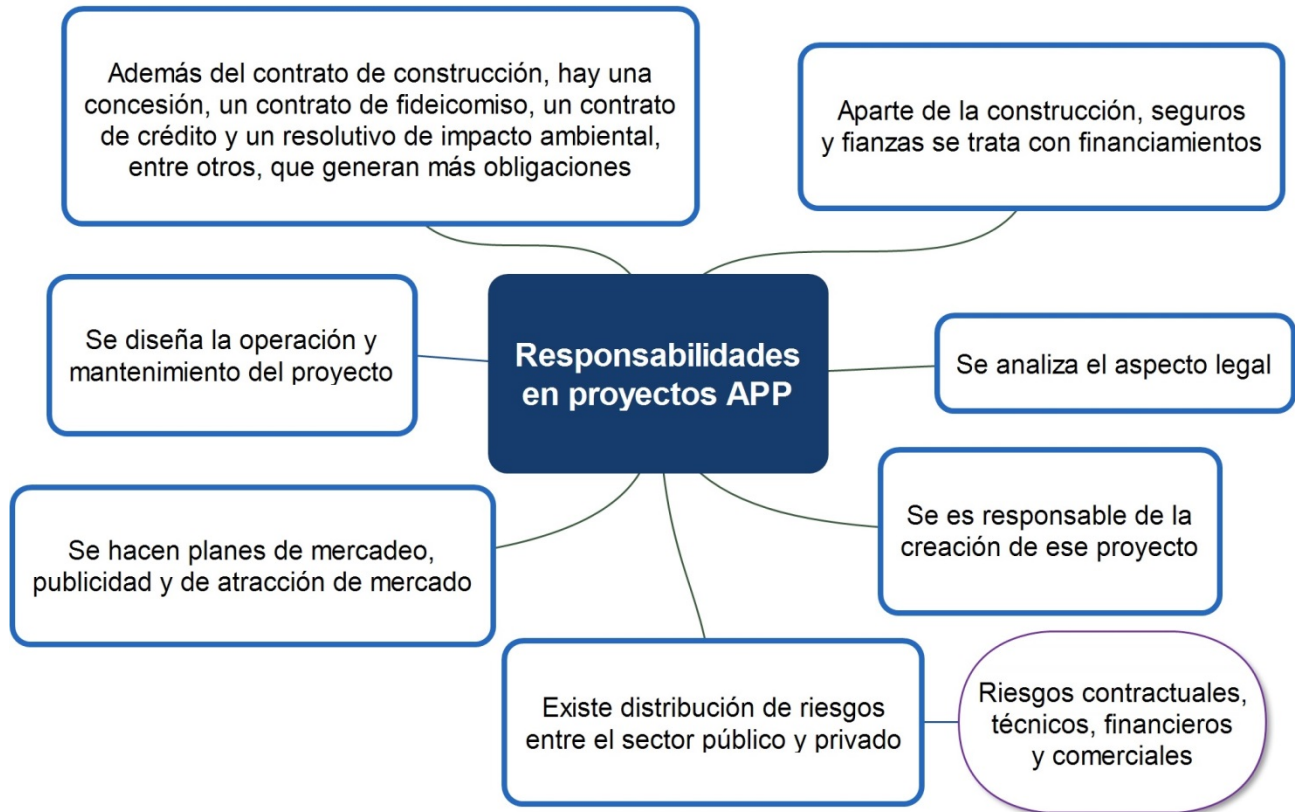 Además del contrato de construcción, hay una
concesión, un contrato de fideicomiso, un contrato
de crédito y un resolutivo de impacto ambiental,
entre otros, que generan más obligaciones
Aparte de la construcción, seguros
y fianzas se trata con financiamientos
Se diseña la operación y
mantenimiento del proyecto
Responsabilidades
en proyectos APP
Se analiza el aspecto legal
Se hacen planes de mercadeo,
publicidad y de atracción de mercado
Se es responsable de la
creación de ese proyecto
Existe distribución de riesgos
entre el sector público y privado
Riesgos contractuales,
técnicos, financieros
y comerciales